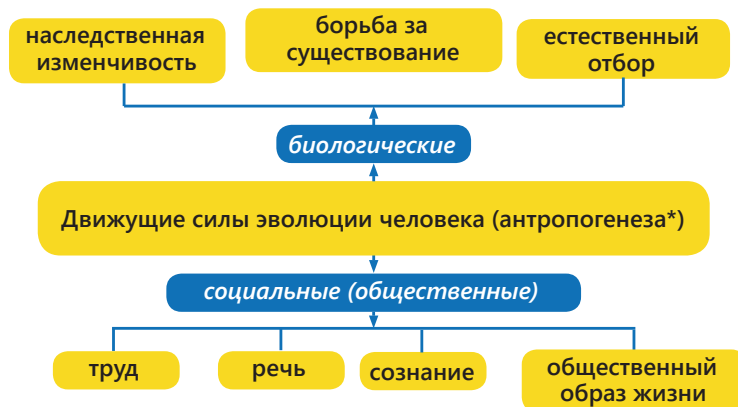 наследственная
изменчивость
борьба за
существование
естественный
отбор
биологические
Движущие силы эволюции человека (антропогенеза*)
социальные (общественные)
труд
речь
сознание
общественный
образ жизни